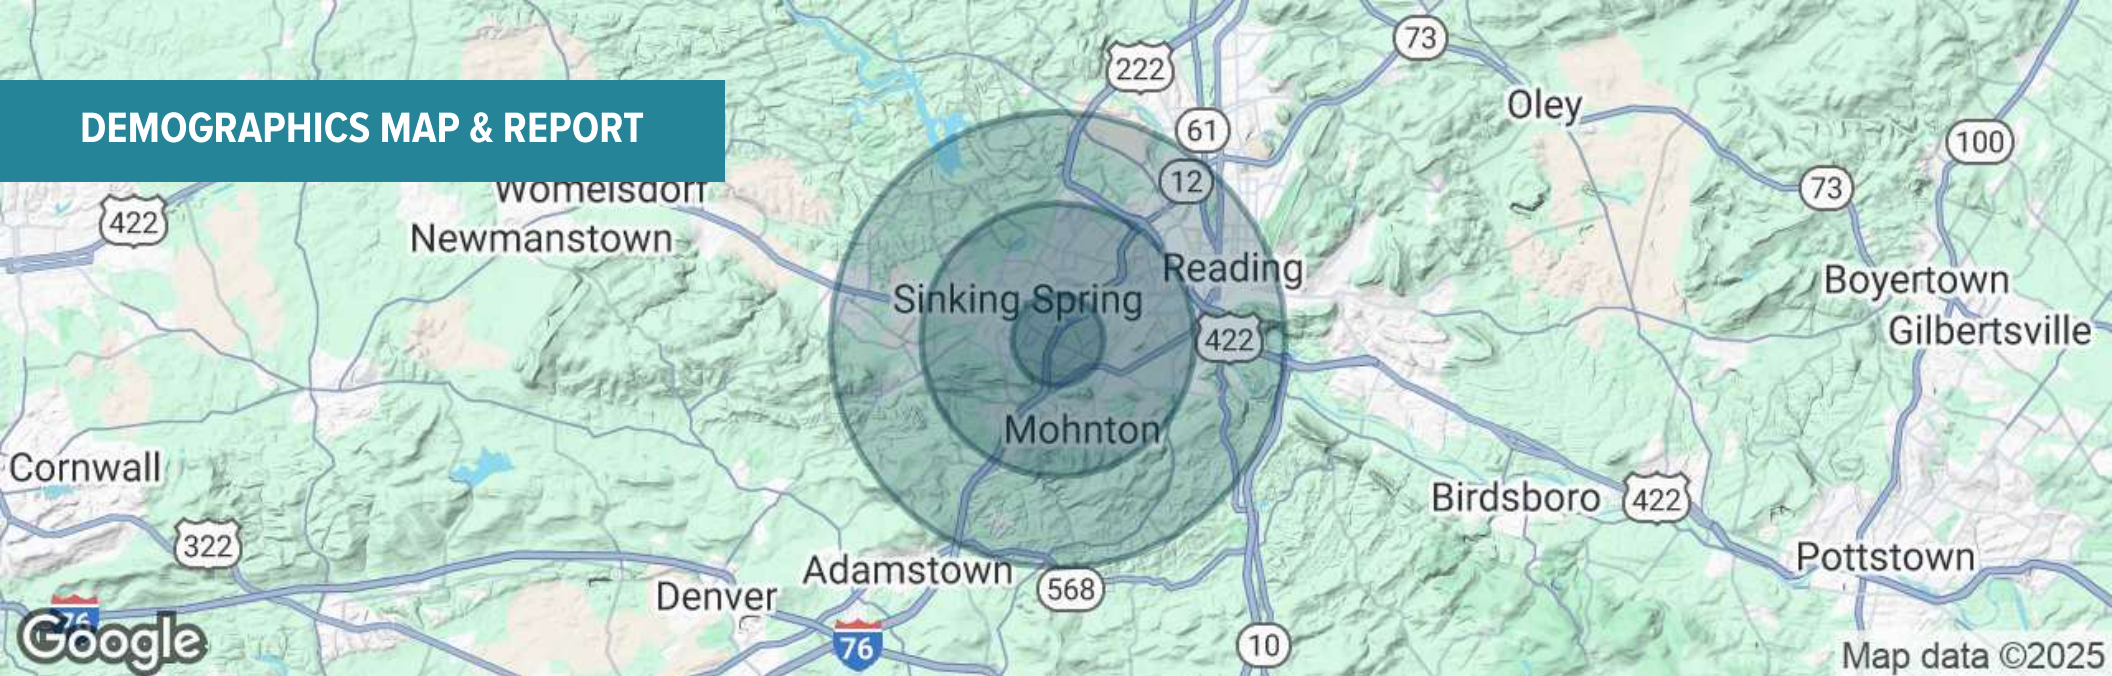 222
73
DEMOGRAPHICS MAP & REPORT
Oley
61
100
12
73
Womelsdorf
422
Newmanstown
Reading
Boyertown
Sinking Spring
422
Gilbertsville
Mohnton
Cornwall
Birdsboro
422
322
Pottstown
Adamstown
568
Denver
76
Google
76
10
Map data ©2025